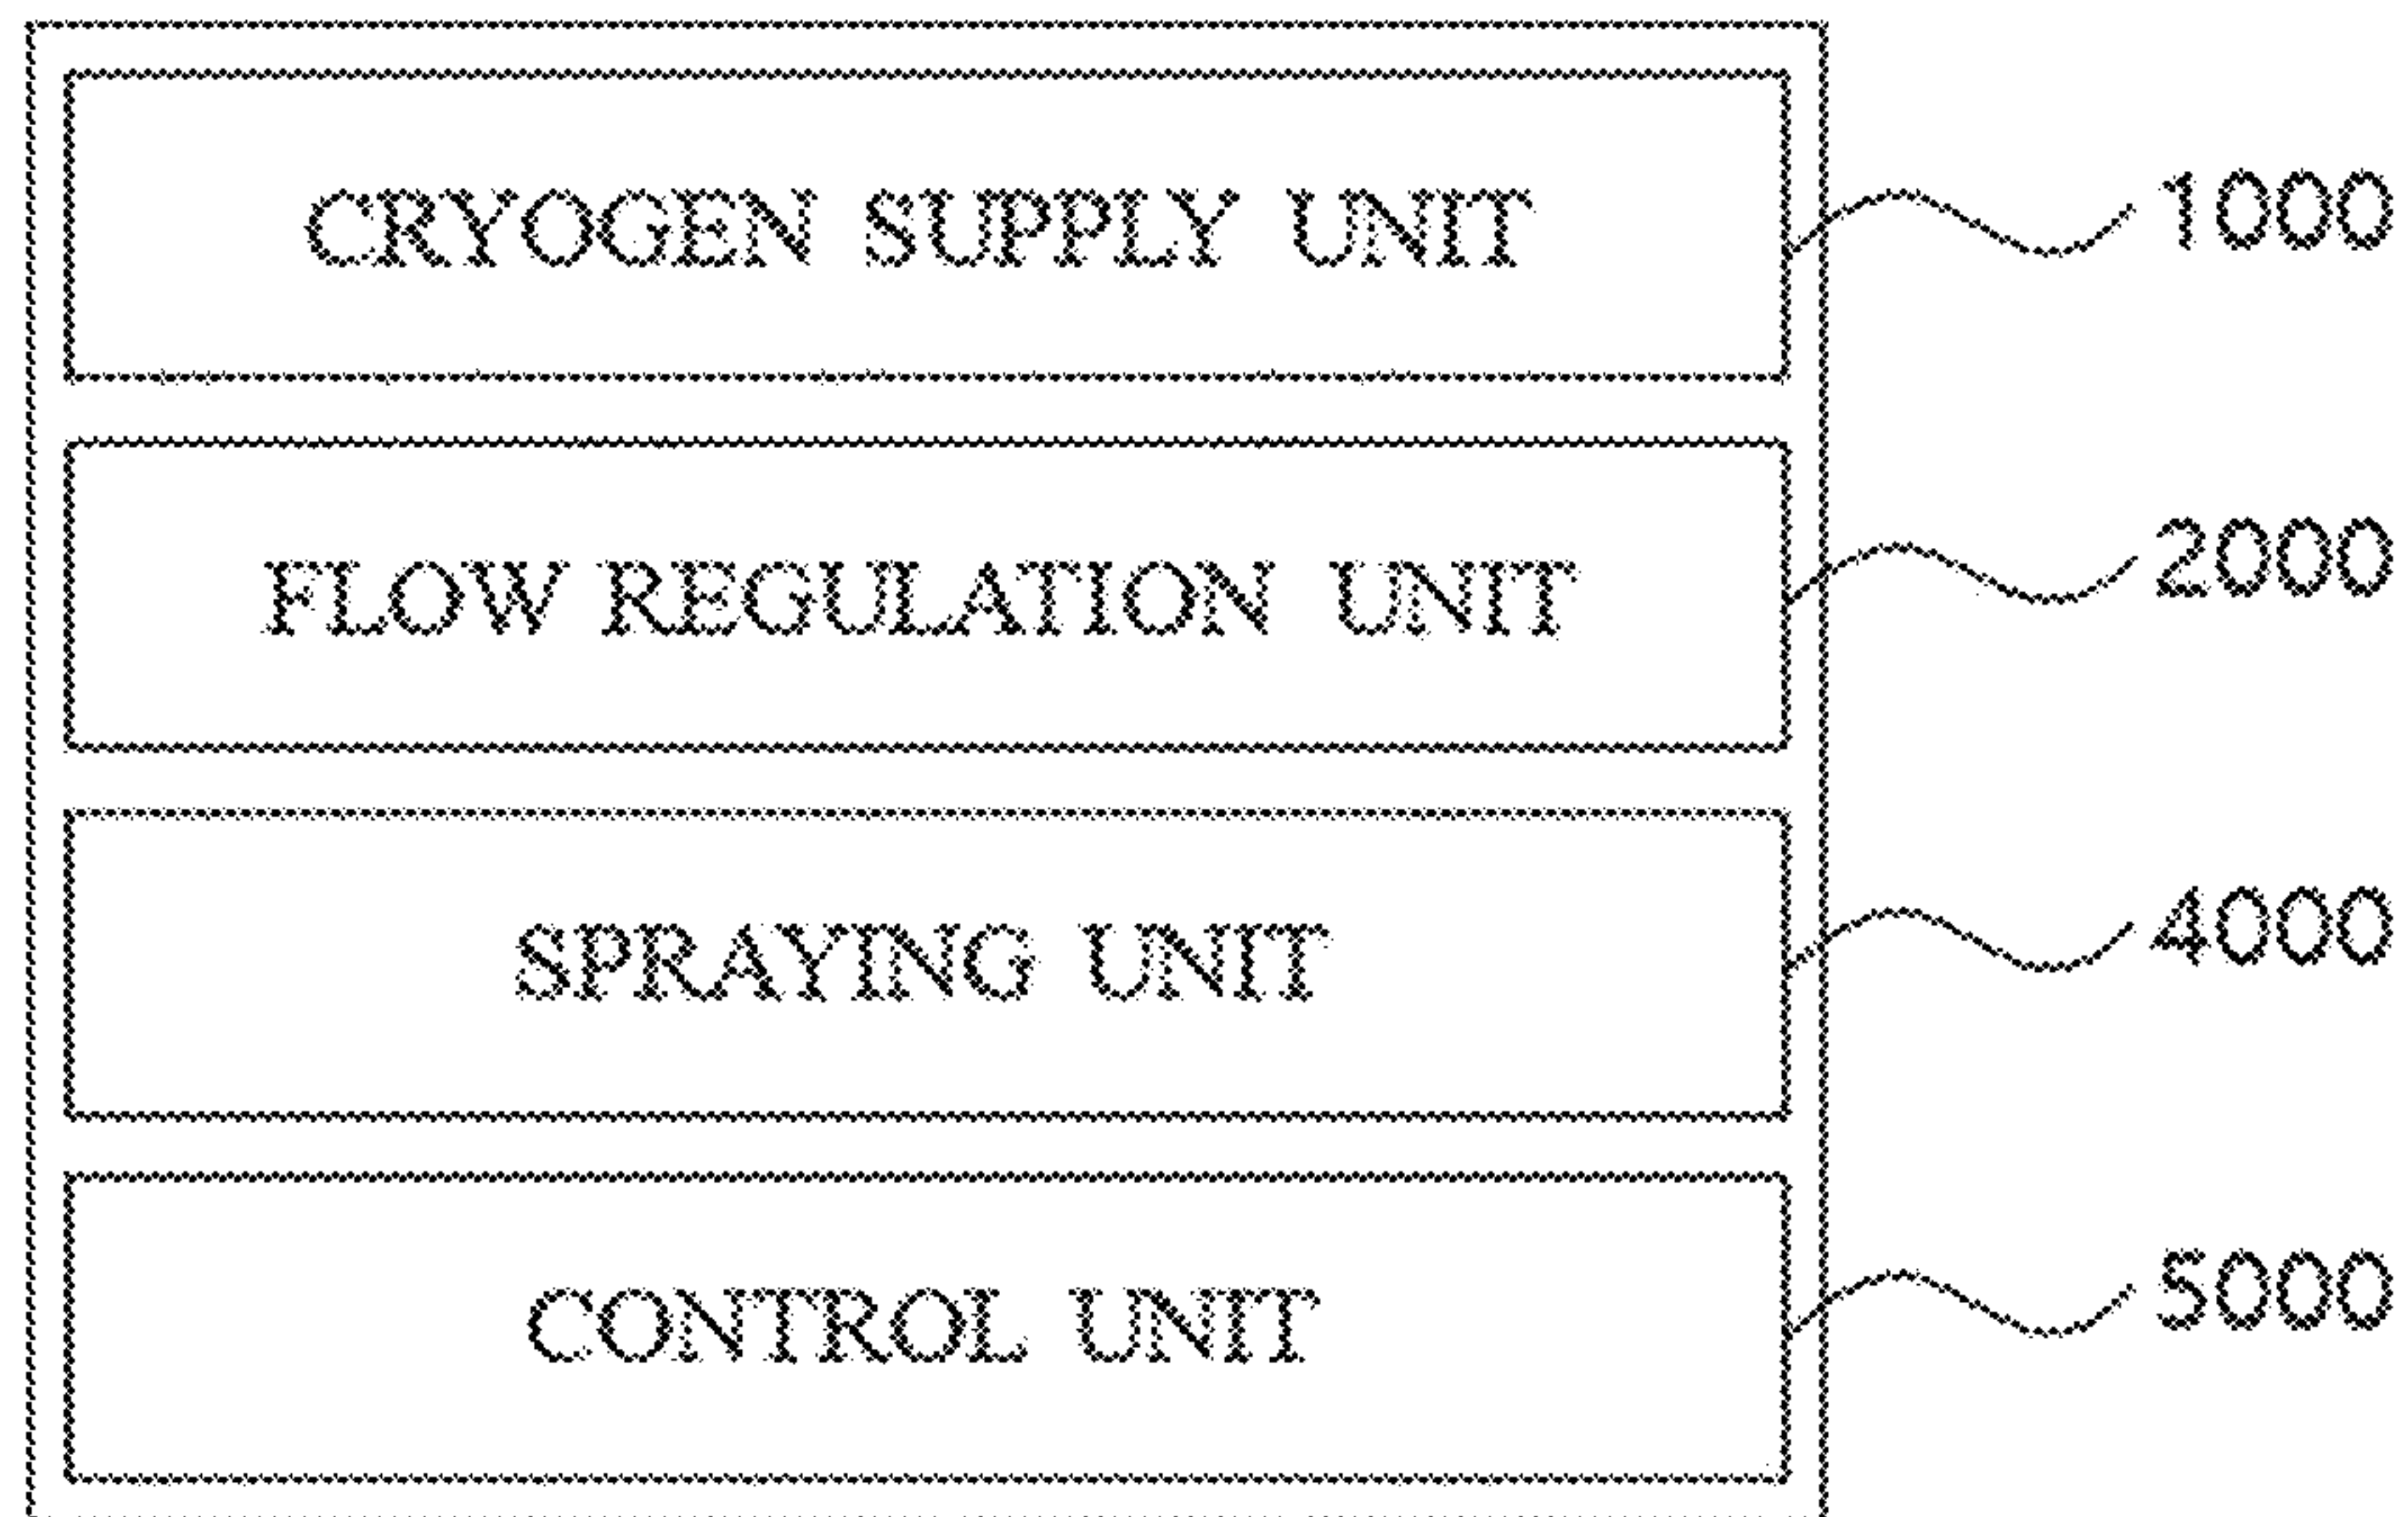 CRYOGEN SUPPLY UNIT 1000
FLOW REGULATION UNIT 2000
SPRAYING UNIT 4000
CONTROL UNIT 5000